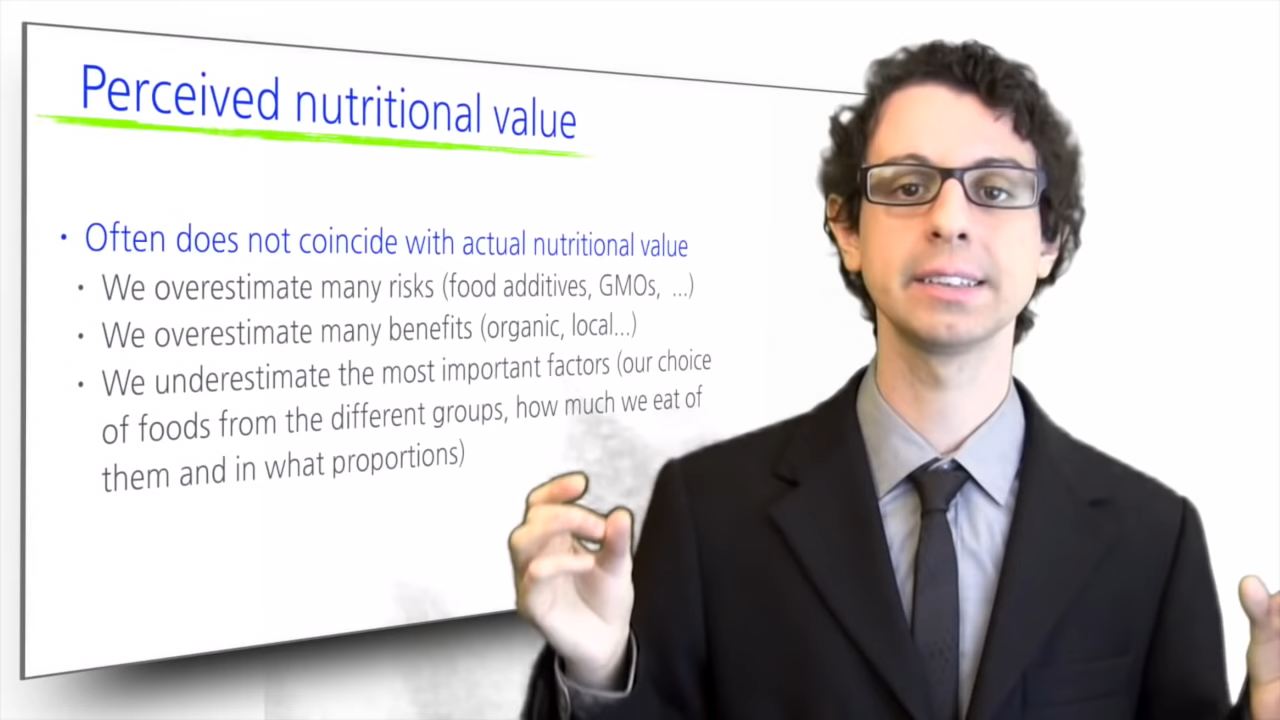 Perceived nutritional value
• Often does not coincide with actual nutritional value
• We overestimate many risks (food additives, GMOs, ...)
• We overestimate many benefits (organic, local...)
• We underestimate the most important factors (our choice
of foods from the different groups, how much we eat of
them and in what proportions)